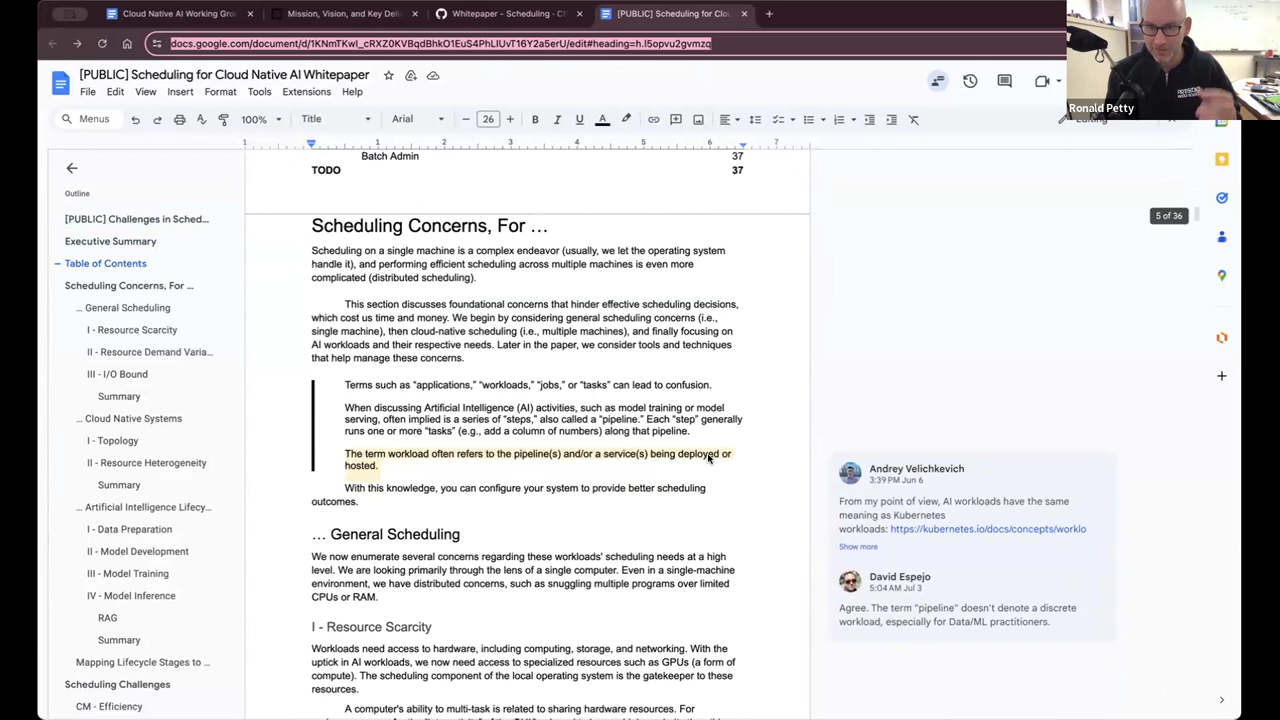 Cloud Native AI Working Gro
Mission, Vision, and Key Deli
Whitepaper - Scheduling · C
[PUBLIC] Scheduling for Clo
docs.google.com/document/d/1KNmTKwl_cRXZ0KVBqdBhkO1EuS4PhLIUvT16Y2a5erU/edit#heading=h.l5opvu2gvmzq
[PUBLIC] Scheduling for Cloud Native AI Whitepaper
File Edit View Insert Format Tools Extensions Help
Ronald Petty
Menus 100% Title Arial 26 Editing
1 1 2 3 4 5 6 7
Outline
[PUBLIC] Challenges in Sched...
Executive Summary
Table of Contents
Scheduling Concerns, For ...
... General Scheduling
I - Resource Scarcity
II - Resource Demand Varia...
III - I/O Bound
Summary
... Cloud Native Systems
I - Topology
II - Resource Heterogeneity
Summary
... Artificial Intelligence Lifecy...
I - Data Preparation
II - Model Development
III - Model Training
IV - Model Inference
RAG
Summary
Mapping Lifecycle Stages to ...
Scheduling Challenges
CM - Efficiency
Batch Admin 37
TODO 37
Scheduling Concerns, For …
Scheduling on a single machine is a complex endeavor (usually, we let the operating system
handle it), and performing efficient scheduling across multiple machines is even more
complicated (distributed scheduling).
This section discusses foundational concerns that hinder effective scheduling decisions,
which cost us time and money. We begin by considering general scheduling concerns (i.e.,
single machine), then cloud-native scheduling (i.e., multiple machines), and finally focusing on
AI workloads and their respective needs. Later in the paper, we consider tools and techniques
that help manage these concerns.
Terms such as “applications,” “workloads,” “jobs,” or “tasks” can lead to confusion.
When discussing Artificial Intelligence (AI) activities, such as model training or model
serving, often implied is a series of “steps,” also called a “pipeline.” Each “step” generally
runs one or more “tasks” (e.g., add a column of numbers) along that pipeline.
The term workload often refers to the pipeline(s) and/or a service(s) being deployed or
hosted.
With this knowledge, you can configure your system to provide better scheduling
outcomes.
… General Scheduling
We now enumerate several concerns regarding these workloads' scheduling needs at a high
level. We are looking primarily through the lens of a single computer. Even in a single-machine
environment, we have distributed concerns, such as snuggling multiple programs over limited
CPUs or RAM.
I - Resource Scarcity
Workloads need access to hardware, including computing, storage, and networking. With the
uptick in AI workloads, we now need access to specialized resources such as GPUs (a form of
compute). The scheduling component of the local operating system is the gatekeeper to these
resources.
A computer's ability to multi-task is related to sharing hardware resources. For
5 of 36
Andrey Velichkevich
3:39 PM Jun 6
From my point of view, AI workloads have the same
meaning as Kubernetes
workloads: https://kubernetes.io/docs/concepts/worklo
Show more
David Espejo
5:04 AM Jul 3
Agree. The term "pipeline" doesn't denote a discrete
workload, especially for Data/ML practitioners.